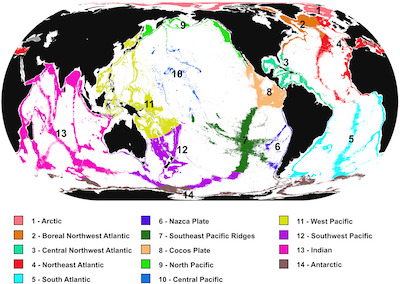 1
2
9
4
3
10
8
11
13
5
12
6
7
14
1 - Arctic
2 - Boreal Northwest Atlantic
3 - Central Northwest Atlantic
4 - Northeast Atlantic
5 - South Atlantic
6 - Nazca Plate
7 - Southeast Pacific Ridges
8 - Cocos Plate
9 - North Pacific
10 - Central Pacific
11 - West Pacific
12 - Southwest Pacific
13 - Indian
14 - Antarctic